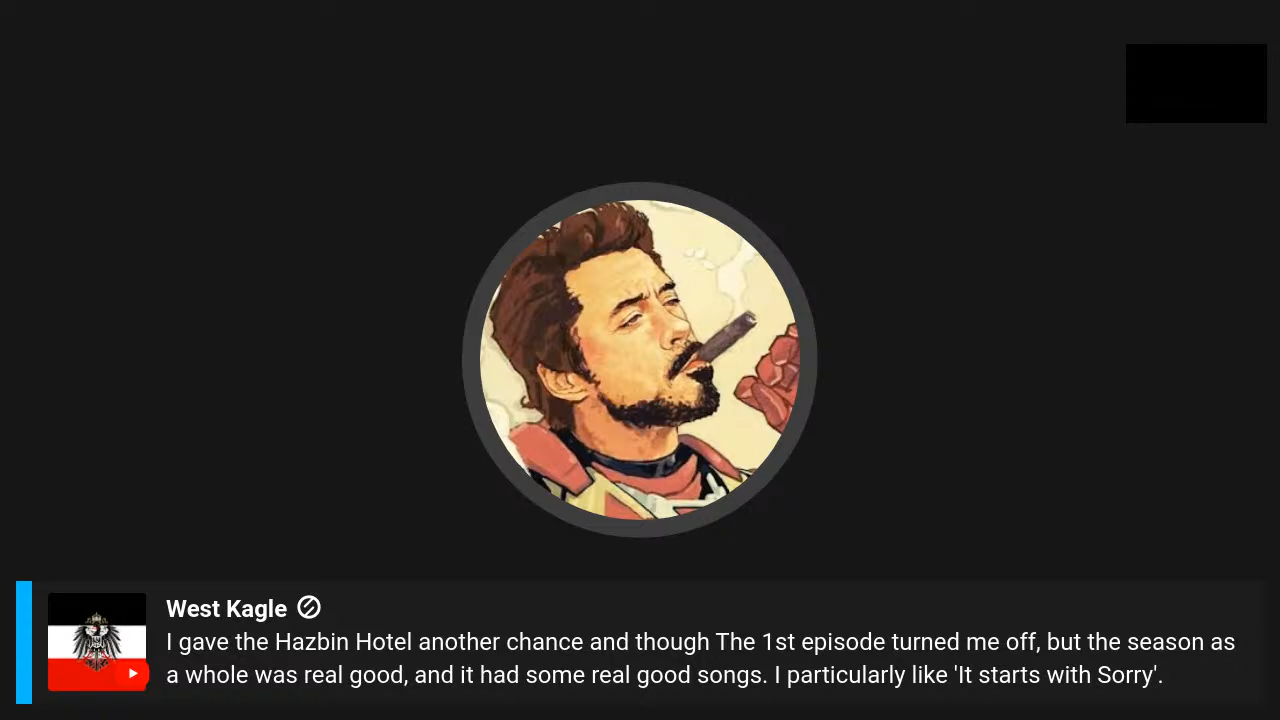 West Kagle
I gave the Hazbin Hotel another chance and though The 1st episode turned me off, but the season as
a whole was real good, and it had some real good songs. I particularly like 'It starts with Sorry'.